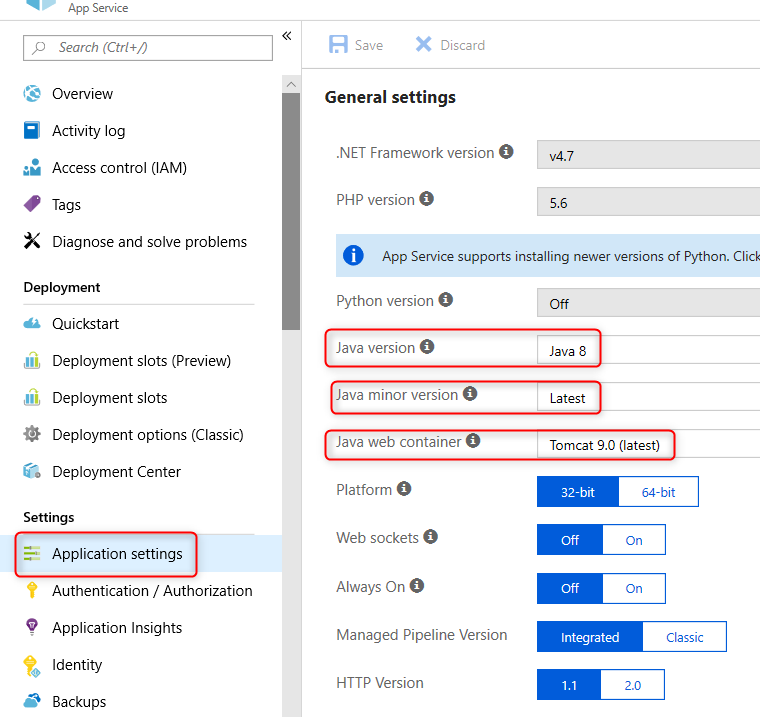 App Service
Search (Ctrl+/)
«
Overview
Activity log
Access control (IAM)
Tags
Diagnose and solve problems
Deployment
Quickstart
Deployment slots (Preview)
Deployment slots
Deployment options (Classic)
Deployment Center
Settings
Application settings
Authentication / Authorization
Application Insights
Identity
Backups
Save Discard
General settings
.NET Framework version v4.7
PHP version 5.6
App Service supports installing newer versions of Python. Click
Python version Off
Java version Java 8
Java minor version Latest
Java web container Tomcat 9.0 (latest)
Platform 32-bit 64-bit
Web sockets Off On
Always On Off On
Managed Pipeline Version Integrated Classic
HTTP Version 1.1 2.0